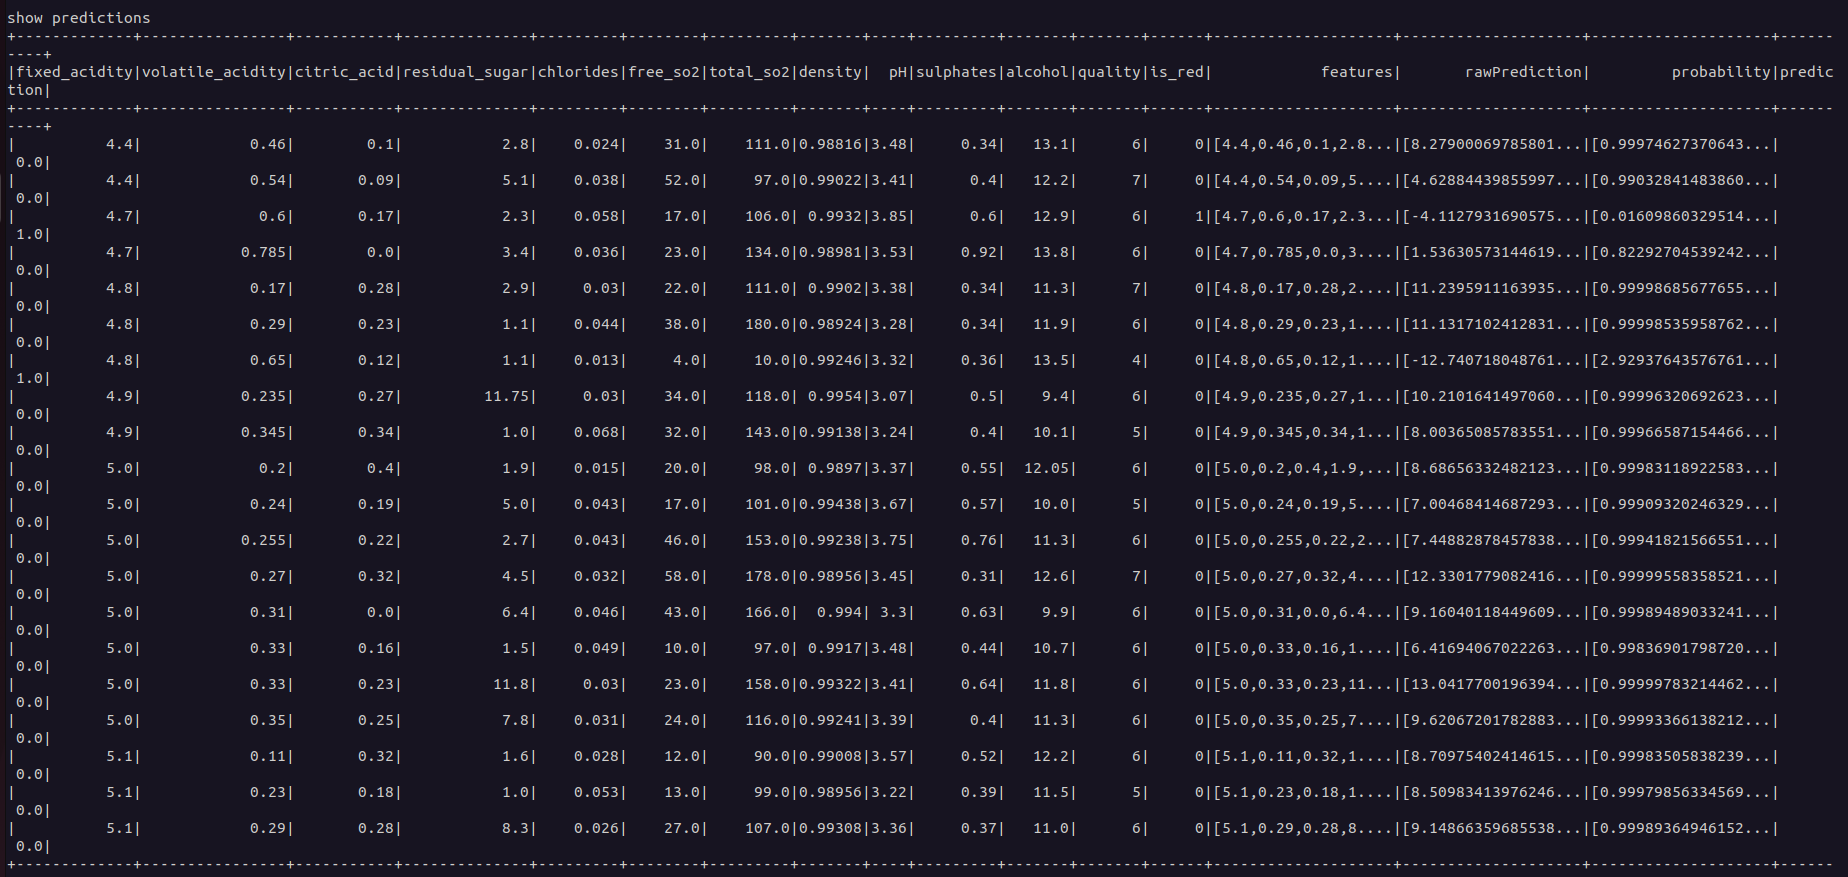 show predictions
+-------------+----------------+-----------+--------------+---------+--------+---------+-------+----+---------+-------+-------+------+--------------------+--------------------+--------------------+------
----+
|fixed_acidity|volatile_acidity|citric_acid|residual_sugar|chlorides|free_so2|total_so2|density|  pH|sulphates|alcohol|quality|is_red|            features|       rawPrediction|         probability|predic
tion|
+-------------+----------------+-----------+--------------+---------+--------+---------+-------+----+---------+-------+-------+------+--------------------+--------------------+--------------------+------
----+
|          4.4|            0.46|        0.1|           2.8|    0.024|    31.0|    111.0|0.98816|3.48|     0.34|   13.1|      6|     0|[4.4,0.46,0.1,2.8...|[8.27900069785801...|[0.99974627370643...|
 0.0|
|          4.4|            0.54|       0.09|           5.1|    0.038|    52.0|     97.0|0.99022|3.41|      0.4|   12.2|      7|     0|[4.4,0.54,0.09,5....|[4.62884439855997...|[0.99032841483860...|
 0.0|
|          4.7|             0.6|       0.17|           2.3|    0.058|    17.0|    106.0| 0.9932|3.85|      0.6|   12.9|      6|     1|[4.7,0.6,0.17,2.3...|[-4.1127931690575...|[0.01609860329514...|
 1.0|
|          4.7|           0.785|        0.0|           3.4|    0.036|    23.0|    134.0|0.98981|3.53|     0.92|   13.8|      6|     0|[4.7,0.785,0.0,3....|[1.53630573144619...|[0.82292704539242...|
 0.0|
|          4.8|            0.17|       0.28|           2.9|     0.03|    22.0|    111.0| 0.9902|3.38|     0.34|   11.3|      7|     0|[4.8,0.17,0.28,2....|[11.2395911163935...|[0.99998685677655...|
 0.0|
|          4.8|            0.29|       0.23|           1.1|    0.044|    38.0|    180.0|0.98924|3.28|     0.34|   11.9|      6|     0|[4.8,0.29,0.23,1....|[11.1317102412831...|[0.99998535958762...|
 0.0|
|          4.8|            0.65|       0.12|           1.1|    0.013|     4.0|     10.0|0.99246|3.32|     0.36|   13.5|      4|     0|[4.8,0.65,0.12,1....|[-12.740718048761...|[2.92937643576761...|
 1.0|
|          4.9|           0.235|       0.27|         11.75|     0.03|    34.0|    118.0| 0.9954|3.07|      0.5|    9.4|      6|     0|[4.9,0.235,0.27,1...|[10.2101641497060...|[0.99996320692623...|
 0.0|
|          4.9|           0.345|       0.34|           1.0|    0.068|    32.0|    143.0|0.99138|3.24|      0.4|   10.1|      5|     0|[4.9,0.345,0.34,1...|[8.00365085783551...|[0.99966587154466...|
 0.0|
|          5.0|             0.2|        0.4|           1.9|    0.015|    20.0|     98.0| 0.9897|3.37|     0.55|  12.05|      6|     0|[5.0,0.2,0.4,1.9,...|[8.68656332482123...|[0.99983118922583...|
 0.0|
|          5.0|            0.24|       0.19|           5.0|    0.043|    17.0|    101.0|0.99438|3.67|     0.57|   10.0|      5|     0|[5.0,0.24,0.19,5....|[7.00468414687293...|[0.99909320246329...|
 0.0|
|          5.0|           0.255|       0.22|           2.7|    0.043|    46.0|    153.0|0.99238|3.75|     0.76|   11.3|      6|     0|[5.0,0.255,0.22,2...|[7.44882878457838...|[0.99941821566551...|
 0.0|
|          5.0|            0.27|       0.32|           4.5|    0.032|    58.0|    178.0|0.98956|3.45|     0.31|   12.6|      7|     0|[5.0,0.27,0.32,4....|[12.3301779082416...|[0.99999558358521...|
 0.0|
|          5.0|            0.31|        0.0|           6.4|    0.046|    43.0|    166.0|  0.994| 3.3|     0.63|    9.9|      6|     0|[5.0,0.31,0.0,6.4...|[9.16040118449609...|[0.99989489033241...|
 0.0|
|          5.0|            0.33|       0.16|           1.5|    0.049|    10.0|     97.0| 0.9917|3.48|     0.44|   10.7|      6|     0|[5.0,0.33,0.16,1....|[6.41694067022263...|[0.99836901798720...|
 0.0|
|          5.0|            0.33|       0.23|          11.8|     0.03|    23.0|    158.0|0.99322|3.41|     0.64|   11.8|      6|     0|[5.0,0.33,0.23,11...|[13.0417700196394...|[0.99999783214462...|
 0.0|
|          5.0|            0.35|       0.25|           7.8|    0.031|    24.0|    116.0|0.99241|3.39|      0.4|   11.3|      6|     0|[5.0,0.35,0.25,7....|[9.62067201782883...|[0.99993366138212...|
 0.0|
|          5.1|            0.11|       0.32|           1.6|    0.028|    12.0|     90.0|0.99008|3.57|     0.52|   12.2|      6|     0|[5.1,0.11,0.32,1....|[8.70975402414615...|[0.99983505838239...|
 0.0|
|          5.1|            0.23|       0.18|           1.0|    0.053|    13.0|     99.0|0.98956|3.22|     0.39|   11.5|      5|     0|[5.1,0.23,0.18,1....|[8.50983413976246...|[0.99979856334569...|
 0.0|
|          5.1|            0.29|       0.28|           8.3|    0.026|    27.0|    107.0|0.99308|3.36|     0.37|   11.0|      6|     0|[5.1,0.29,0.28,8....|[9.14866359685538...|[0.99989364946152...|
 0.0|
+-------------+----------------+-----------+--------------+---------+--------+---------+-------+----+---------+-------+-------+------+--------------------+--------------------+--------------------+------